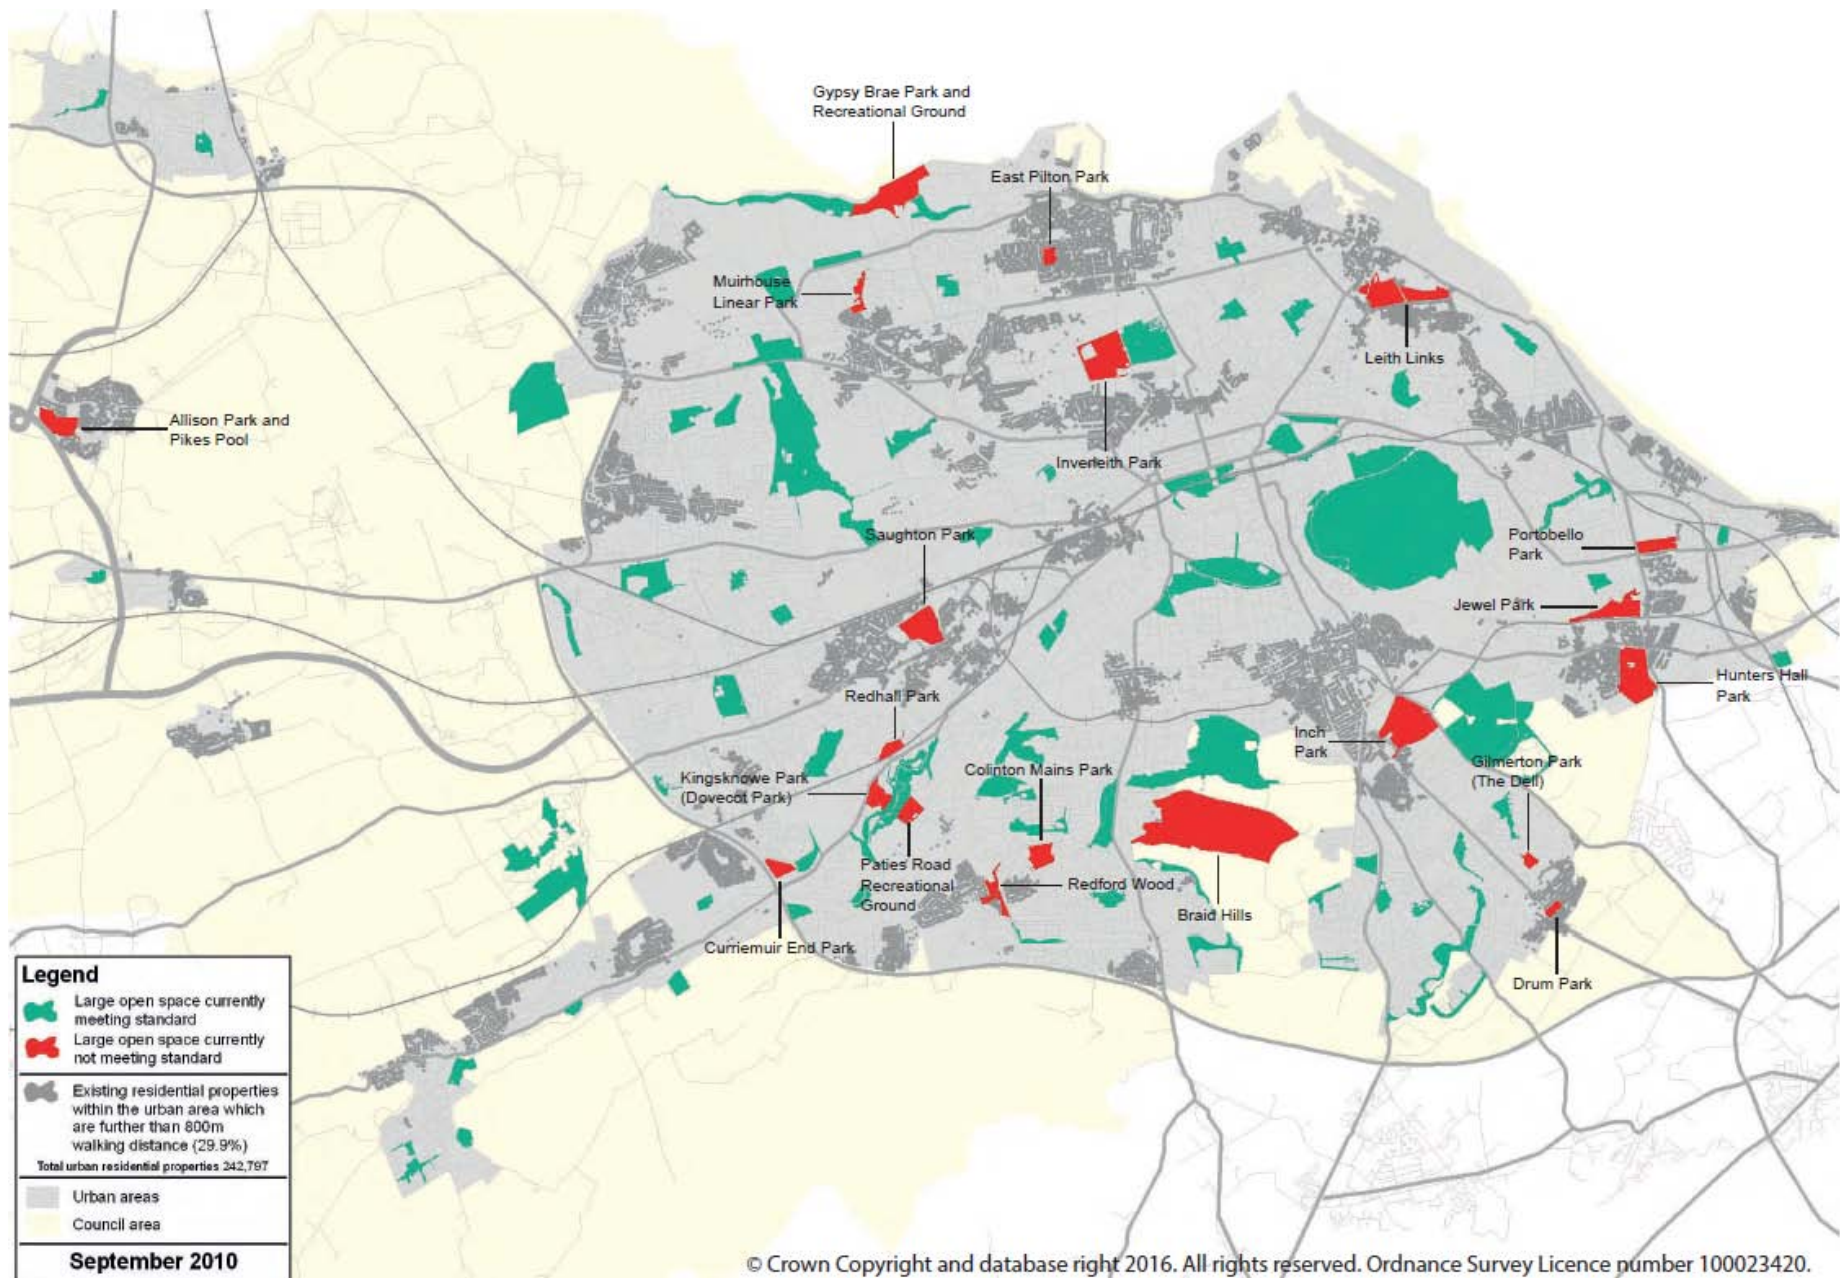 Gypsy Brae Park and
Recreational Ground
East Pilton Park
Muirhouse
Linear Park
Leith Links
Allison Park and
Pikes Pool
Inverleith Park
Saughton Park
Portobello
Park
Jewel Park
Hunters Hall
Park
Redhall Park
Inch
Park
Gilmerton Park
(The Dell)
Kingsknowe Park
(Dovecot Park)
Colinton Mains Park
Paties Road
Recreational
Ground
Redford Wood
Braid Hills
Curriemuir End Park
Drum Park
Legend
Large open space currently
meeting standard
Large open space currently
not meeting standard
Existing residential properties
within the urban area which
are further than 800m
walking distance (29.9%)
Total urban residential properties 242,797
Urban areas
Council area
September 2010
© Crown Copyright and database right 2016. All rights reserved. Ordnance Survey Licence number 100023420.